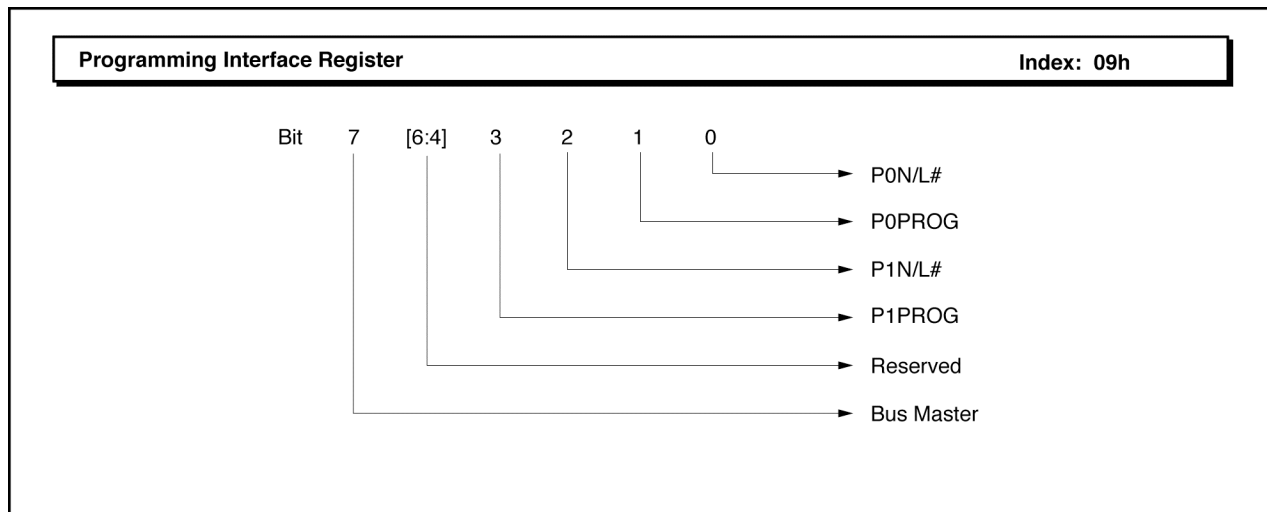 Programming Interface Register Index: 09h
Bit 7 [6:4] 3 2 1 0
P0N/L#
P0PROG
P1N/L#
P1PROG
Reserved
Bus Master